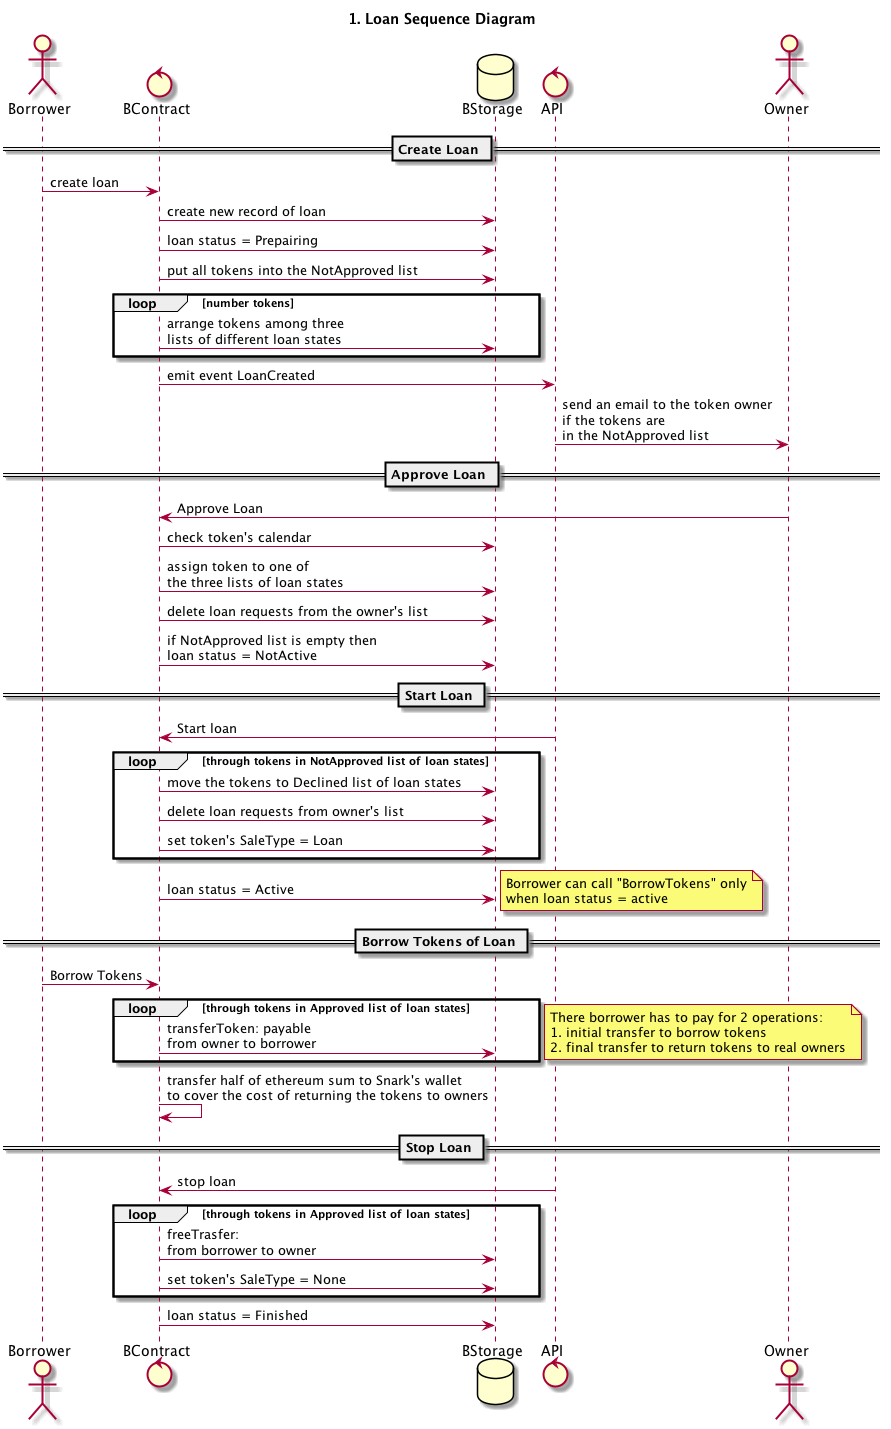 1. Loan Sequence Diagram
Borrower
BContract
BStorage
API
Owner
Create Loan
create loan
create new record of loan
loan status = Prepairing
put all tokens into the NotApproved list
loop
[number tokens]
arrange tokens among three
lists of different loan states
emit event LoanCreated
send an email to the token owner
if the tokens are
in the NotApproved list
Approve Loan
Approve Loan
check token's calendar
assign token to one of
the three lists of loan states
delete loan requests from the owner's list
if NotApproved list is empty then
loan status = NotActive
Start Loan
Start loan
loop
[through tokens in NotApproved list of loan states]
move the tokens to Declined list of loan states
delete loan requests from owner's list
set token's SaleType = Loan
loan status = Active
Borrower can call "BorrowTokens" only
when loan status = active
Borrow Tokens of Loan
Borrow Tokens
loop
[through tokens in Approved list of loan states]
transferToken: payable
from owner to borrower
There borrower has to pay for 2 operations:
1. initial transfer to borrow tokens
2. final transfer to return tokens to real owners
transfer half of ethereum sum to Snark's wallet
to cover the cost of returning the tokens to owners
Stop Loan
stop loan
loop
[through tokens in Approved list of loan states]
freeTrasfer:
from borrower to owner
set token's SaleType = None
loan status = Finished
Borrower
BContract
BStorage
API
Owner